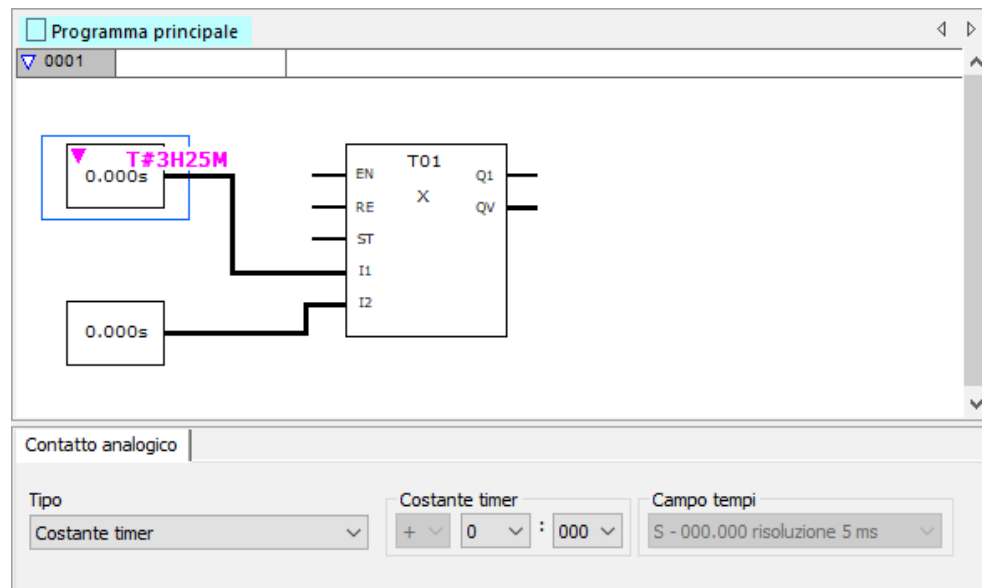 Programma principale
0001
T#3H25M
0.000s
T01
X
EN
Q1
RE
QV
ST
I1
I2
0.000s
Contatto analogico
Tipo
Costante timer
Campo tempi
Costante timer
+
0
:
000
S - 000.000 risoluzione 5 ms